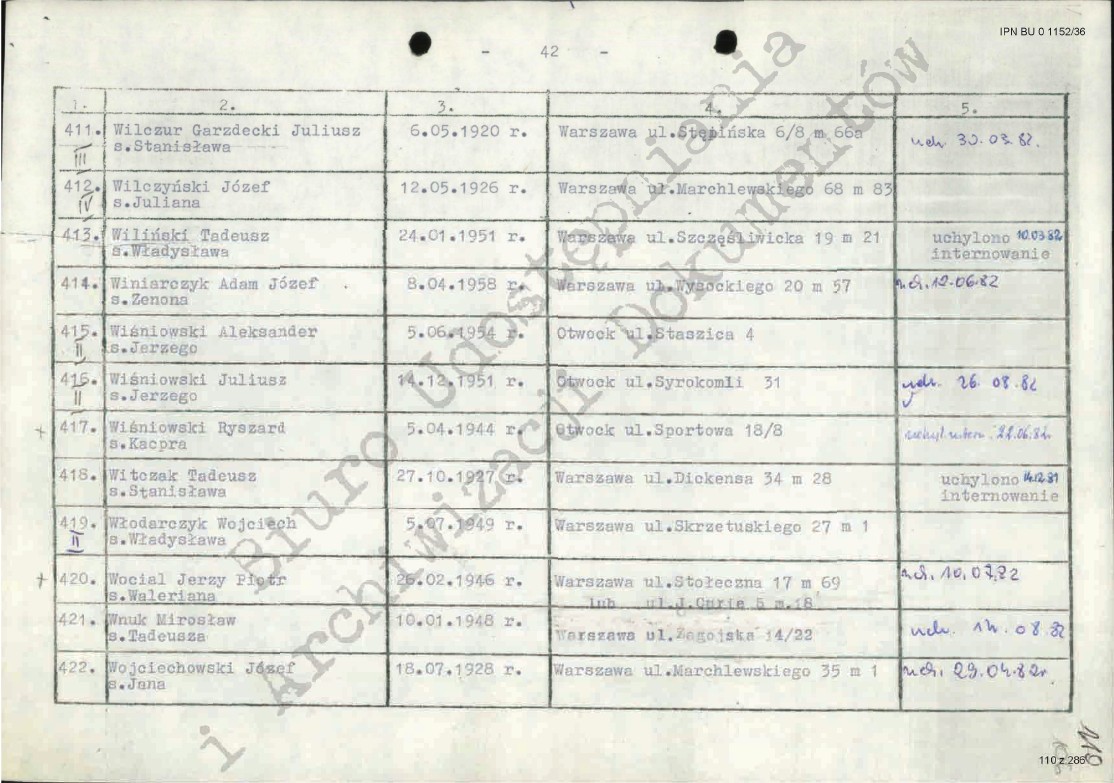 IPN BU 0 1152/36
- 42 -
1. 2. 3. 4. 5.
411. Wilczur Garzdecki Juliusz 6.05.1920 r. Warszawa ul.Stępińska 6/8 m 66a uch. 30.03.82.
III s.Stanisława
412. Wilczyński Józef 12.05.1926 r. Warszawa ul.Marchlewskiego 68 m 83
IV s.Juliana
413. Wiliński Tadeusz 24.01.1951 r. Warszawa ul.Szczęśliwicka 19 m 21 uchylono 10.03.82
s.Władysława internowanie
414. Winiarczyk Adam Józef 8.04.1958 r. Warszawa ul.Wysockiego 20 m 57 uch. 12.06.82
s.Zenona
415. Wiśniowski Aleksander 5.06.1954 r. Otwock ul.Staszica 4
II s.Jerzego
416. Wiśniowski Juliusz 14.12.1951 r. Otwock ul.Syrokomli 31 uch. 26.08.82
II s.Jerzego
+ 417. Wiśniowski Ryszard 5.04.1944 r. Otwock ul.Sportowa 18/8 22.06.82
s.Kacpra
418. Witczak Tadeusz 27.10.1927 r. Warszawa ul.Dickensa 34 m 28 uchylono 14.12.81
s.Stanisława internowanie
419. Włodarczyk Wojciech 5.07.1949 r. Warszawa ul.Skrzetuskiego 27 m 1
II s.Władysława
+ 420. Wocial Jerzy Piotr 26.02.1946 r. Warszawa ul.Stołeczna 17 m 69 uch. 10.07.82
s.Waleriana lub ul.J.Curie 5 m.18
421. Wnuk Mirosław 10.01.1948 r. Warszawa ul.Zagojska 14/22 uch. 14.08.82
s.Tadeusza
422. Wojciechowski Józef 18.07.1928 r. Warszawa ul.Marchlewskiego 35 m 1 uch. 29.04.82r.
s.Jana
Biuro Udostępniania
i Archiwizacji Dokumentów
110
110 z 286